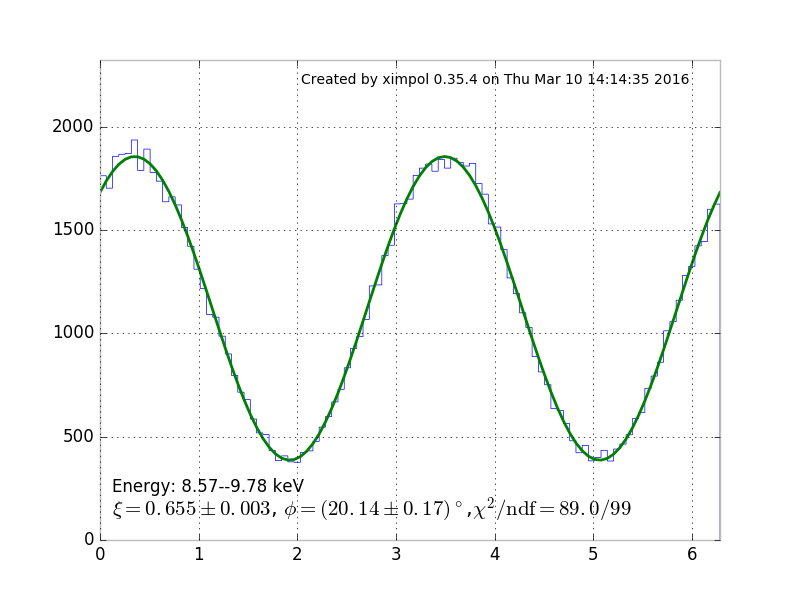 Created by ximpol 0.35.4 on Thu Mar 10 14:14:35 2016
2000
1500
1000
500
0
Energy: 8.57--9.78 keV
ξ=0.655±0.003, ϕ=(20.14±0.17)°,χ²/ndf=89.0/99
0 1 2 3 4 5 6